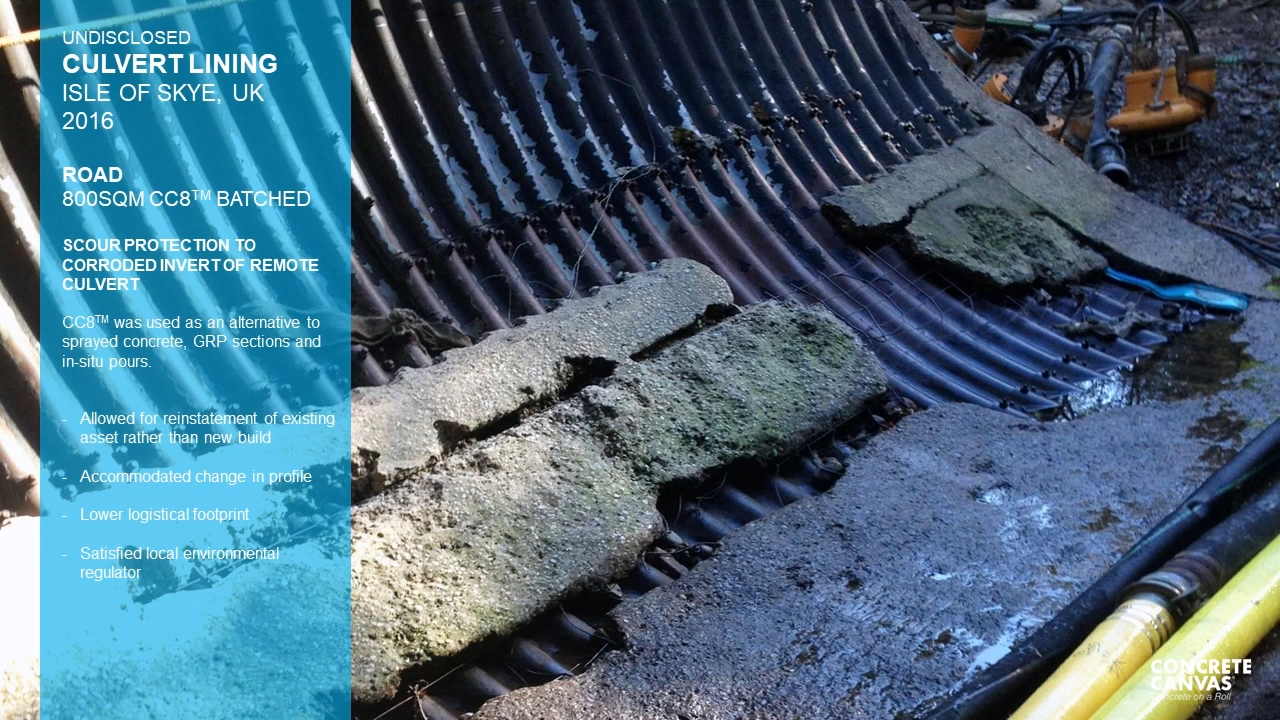 UNDISCLOSED
CULVERT LINING
ISLE OF SKYE, UK
2016
ROAD
800SQM CC8TM BATCHED
SCOUR PROTECTION TO
CORRODED INVERT OF REMOTE
CULVERT
CC8TM was used as an alternative to
sprayed concrete, GRP sections and
in-situ pours.
- Allowed for reinstatement of existing
asset rather than new build
- Accommodated change in profile
- Lower logistical footprint
- Satisfied local environmental
regulator
CONCRETE
CANVAS®
Concrete on a Roll